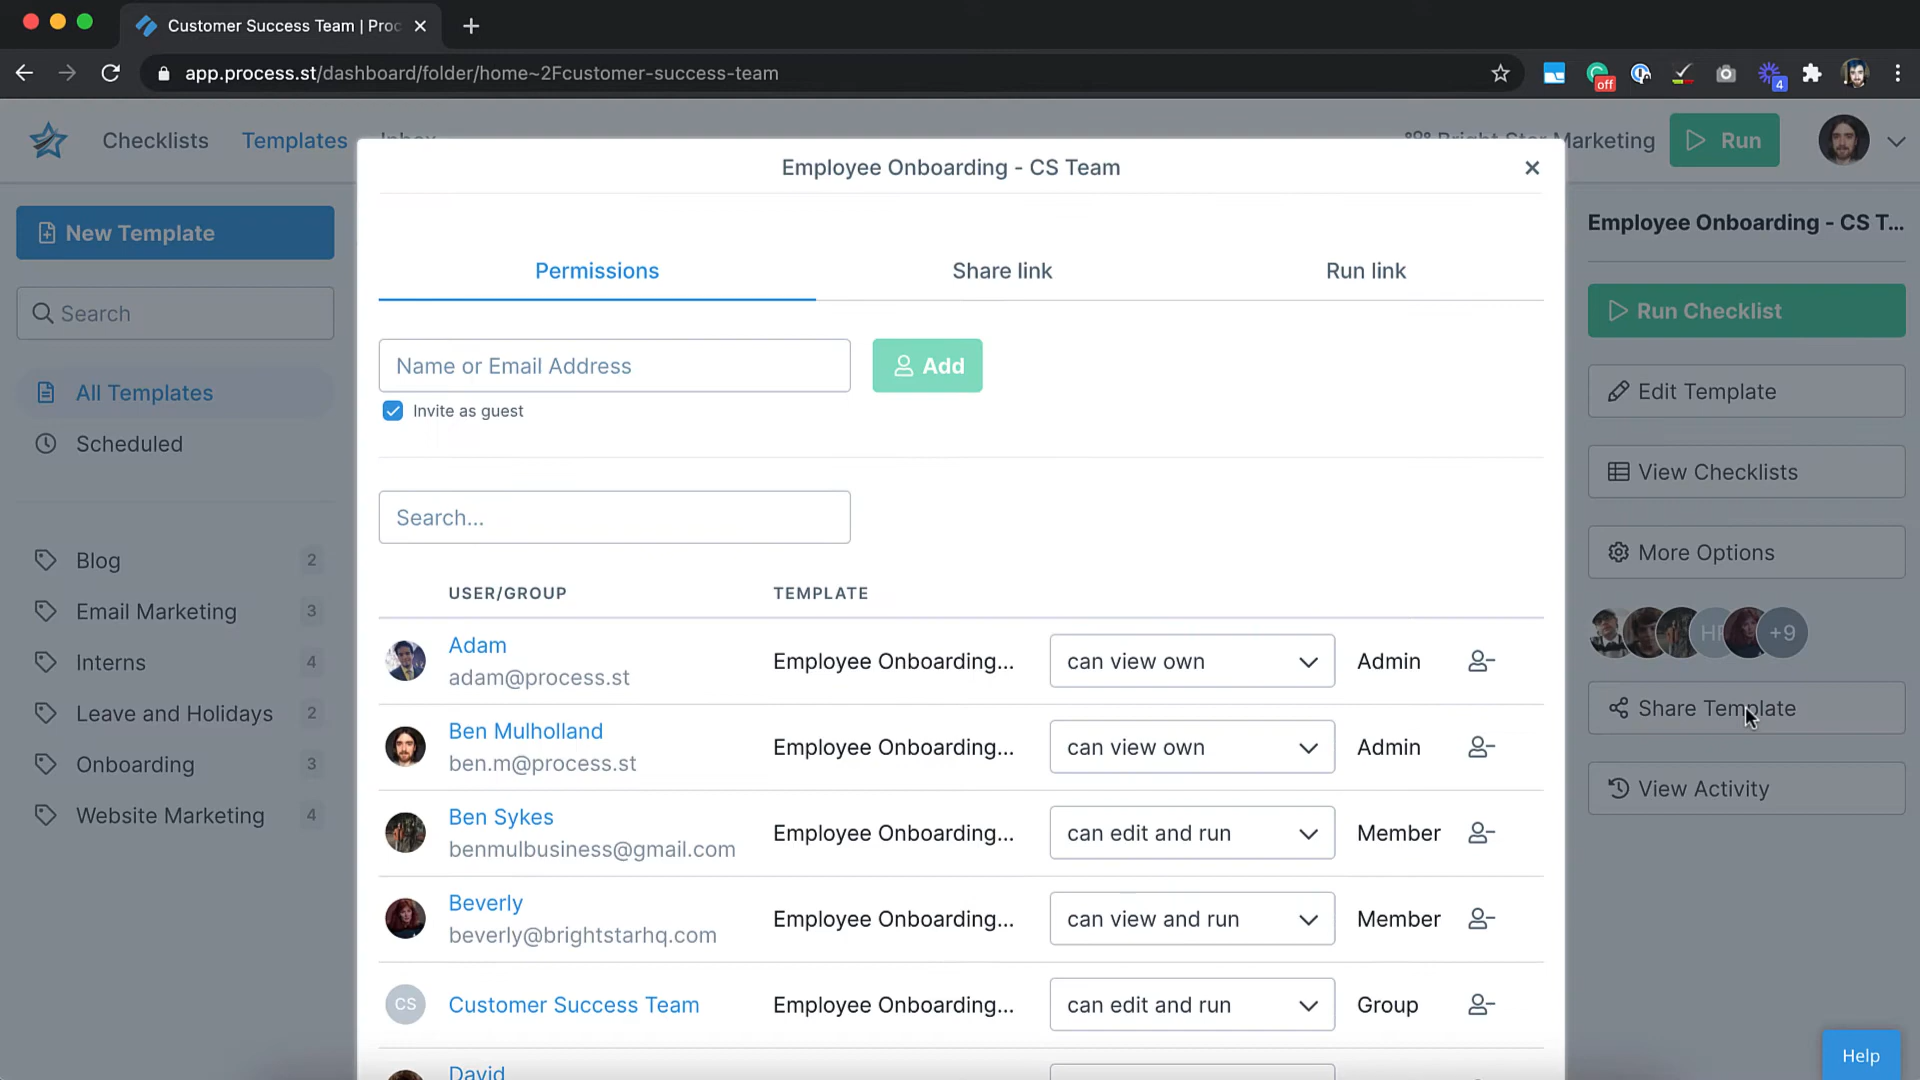 Customer Success Team | Proc
app.process.st/dashboard/folder/home~2Fcustomer-success-team
off
4
Checklists
Templates
Inbox
Bright Star Marketing
Run
Employee Onboarding - CS Team
New Template
Search
All Templates
Scheduled
Blog 2
Email Marketing 3
Interns 4
Leave and Holidays 2
Onboarding 3
Website Marketing 4
Permissions
Share link
Run link
Name or Email Address
Add
Invite as guest
Search...
USER/GROUP TEMPLATE
Adam
adam@process.st
Employee Onboarding... can view own Admin
Ben Mulholland
ben.m@process.st
Employee Onboarding... can view own Admin
Ben Sykes
benmulbusiness@gmail.com
Employee Onboarding... can edit and run Member
Beverly
beverly@brightstarhq.com
Employee Onboarding... can view and run Member
CS Customer Success Team Employee Onboarding... can edit and run Group
David
Employee Onboarding - CS T...
Run Checklist
Edit Template
View Checklists
More Options
+9
Share Template
View Activity
Help